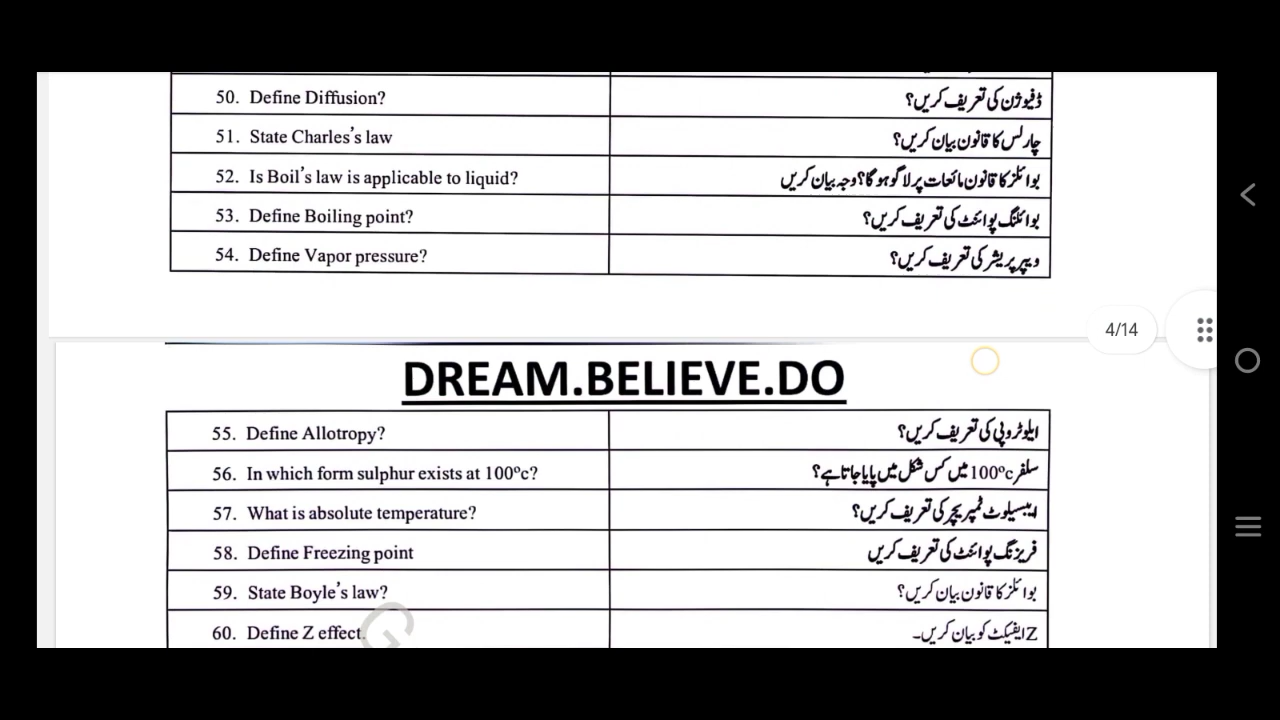 50. Define Diffusion? ڈفیوژن کی تعریف کریں؟
51. State Charles's law چارلس کا قانون بیان کریں؟
52. Is Boil's law is applicable to liquid? بوائلز کا قانون مائعات پر لاگو ہوگا؟ وجہ بیان کریں
53. Define Boiling point? بوائلنگ پوائنٹ کی تعریف کریں؟
54. Define Vapor pressure? ویپر پریشر کی تعریف کریں؟
4/14
DREAM.BELIEVE.DO
55. Define Allotropy? ایلوٹروپی کی تعریف کریں؟
56. In which form sulphur exists at 100ºc? سلفر 100ºc میں کس شکل میں پایا جاتا ہے؟
57. What is absolute temperature? ایبسیلوٹ ٹمپریچر کی تعریف کریں؟
58. Define Freezing point فریزنگ پوائنٹ کی تعریف کریں
59. State Boyle's law? بوائلز کا قانون بیان کریں؟
60. Define Z effect. Z ایفیکٹ کو بیان کریں۔
G